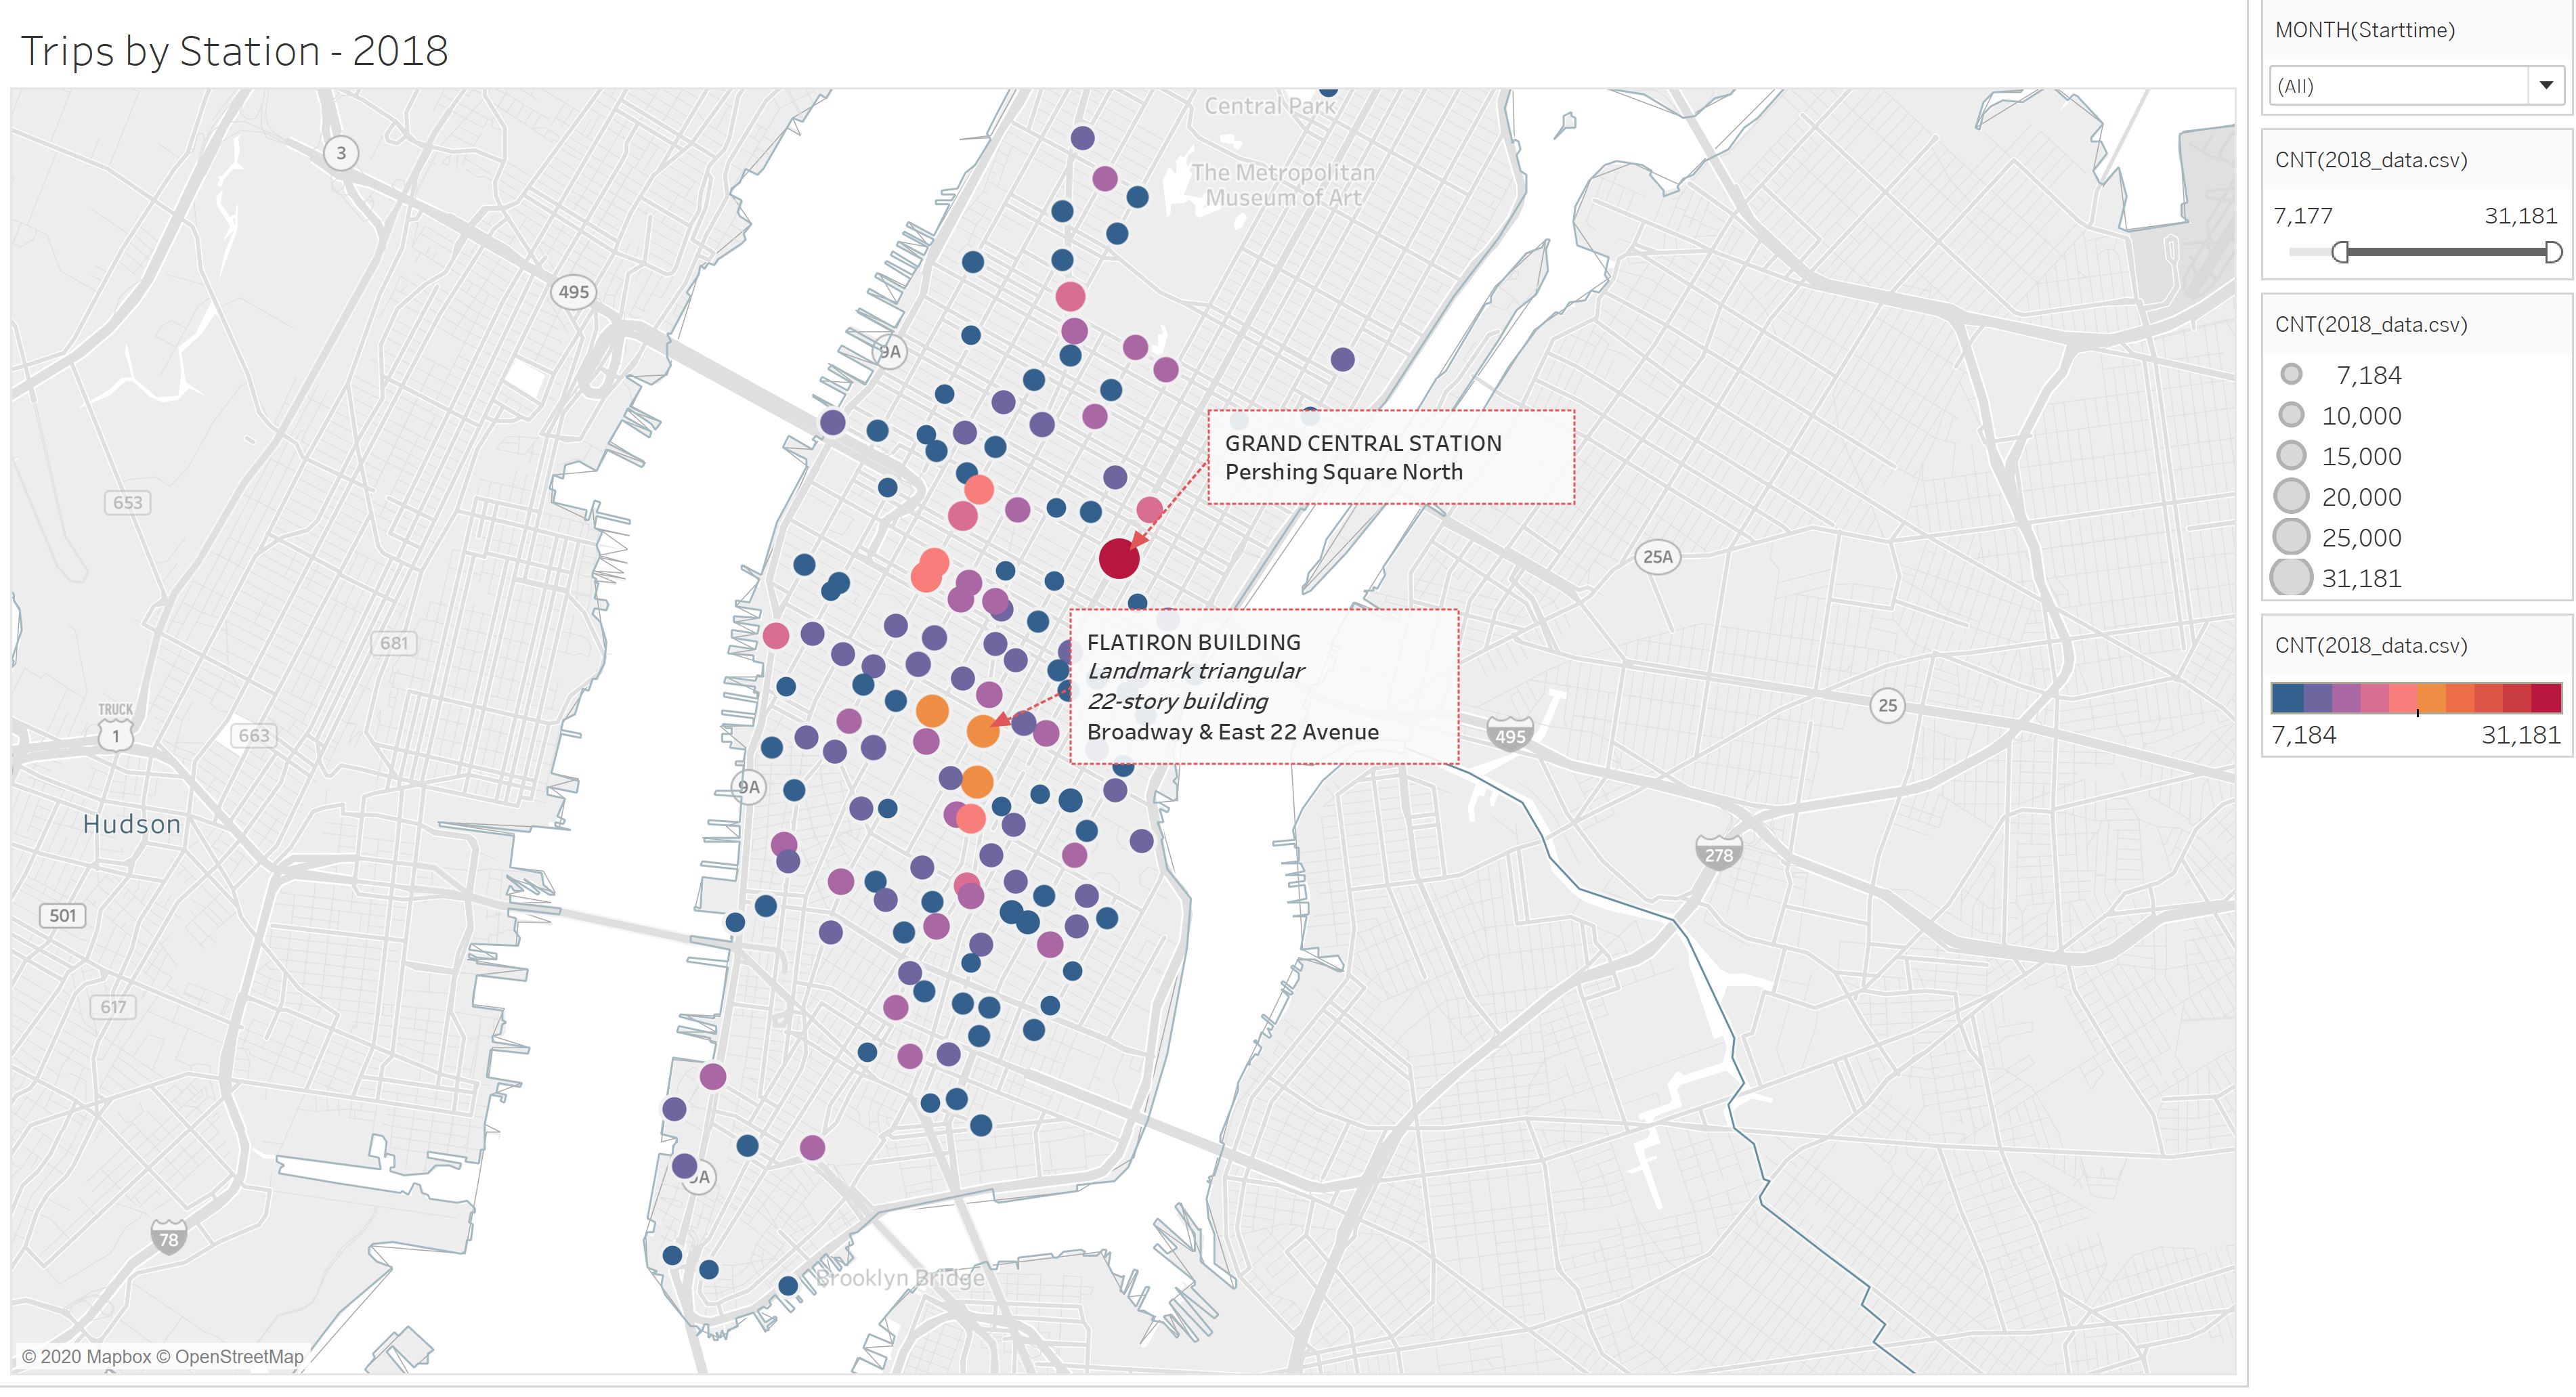 Trips by Station - 2018
MONTH(Starttime)
(All)
CNT(2018_data.csv)
7,177 31,181
CNT(2018_data.csv)
7,184
10,000
15,000
20,000
25,000
31,181
CNT(2018_data.csv)
7,184 31,181
Central Park
The Metropolitan
Museum of Art
3
495
9A
GRAND CENTRAL STATION
Pershing Square North
653
25A
681
FLATIRON BUILDING
Landmark triangular
22-story building
Broadway & East 22 Avenue
TRUCK
1
663
25
495
9A
Hudson
278
501
617
9A
78
Brooklyn Bridge
© 2020 Mapbox © OpenStreetMap